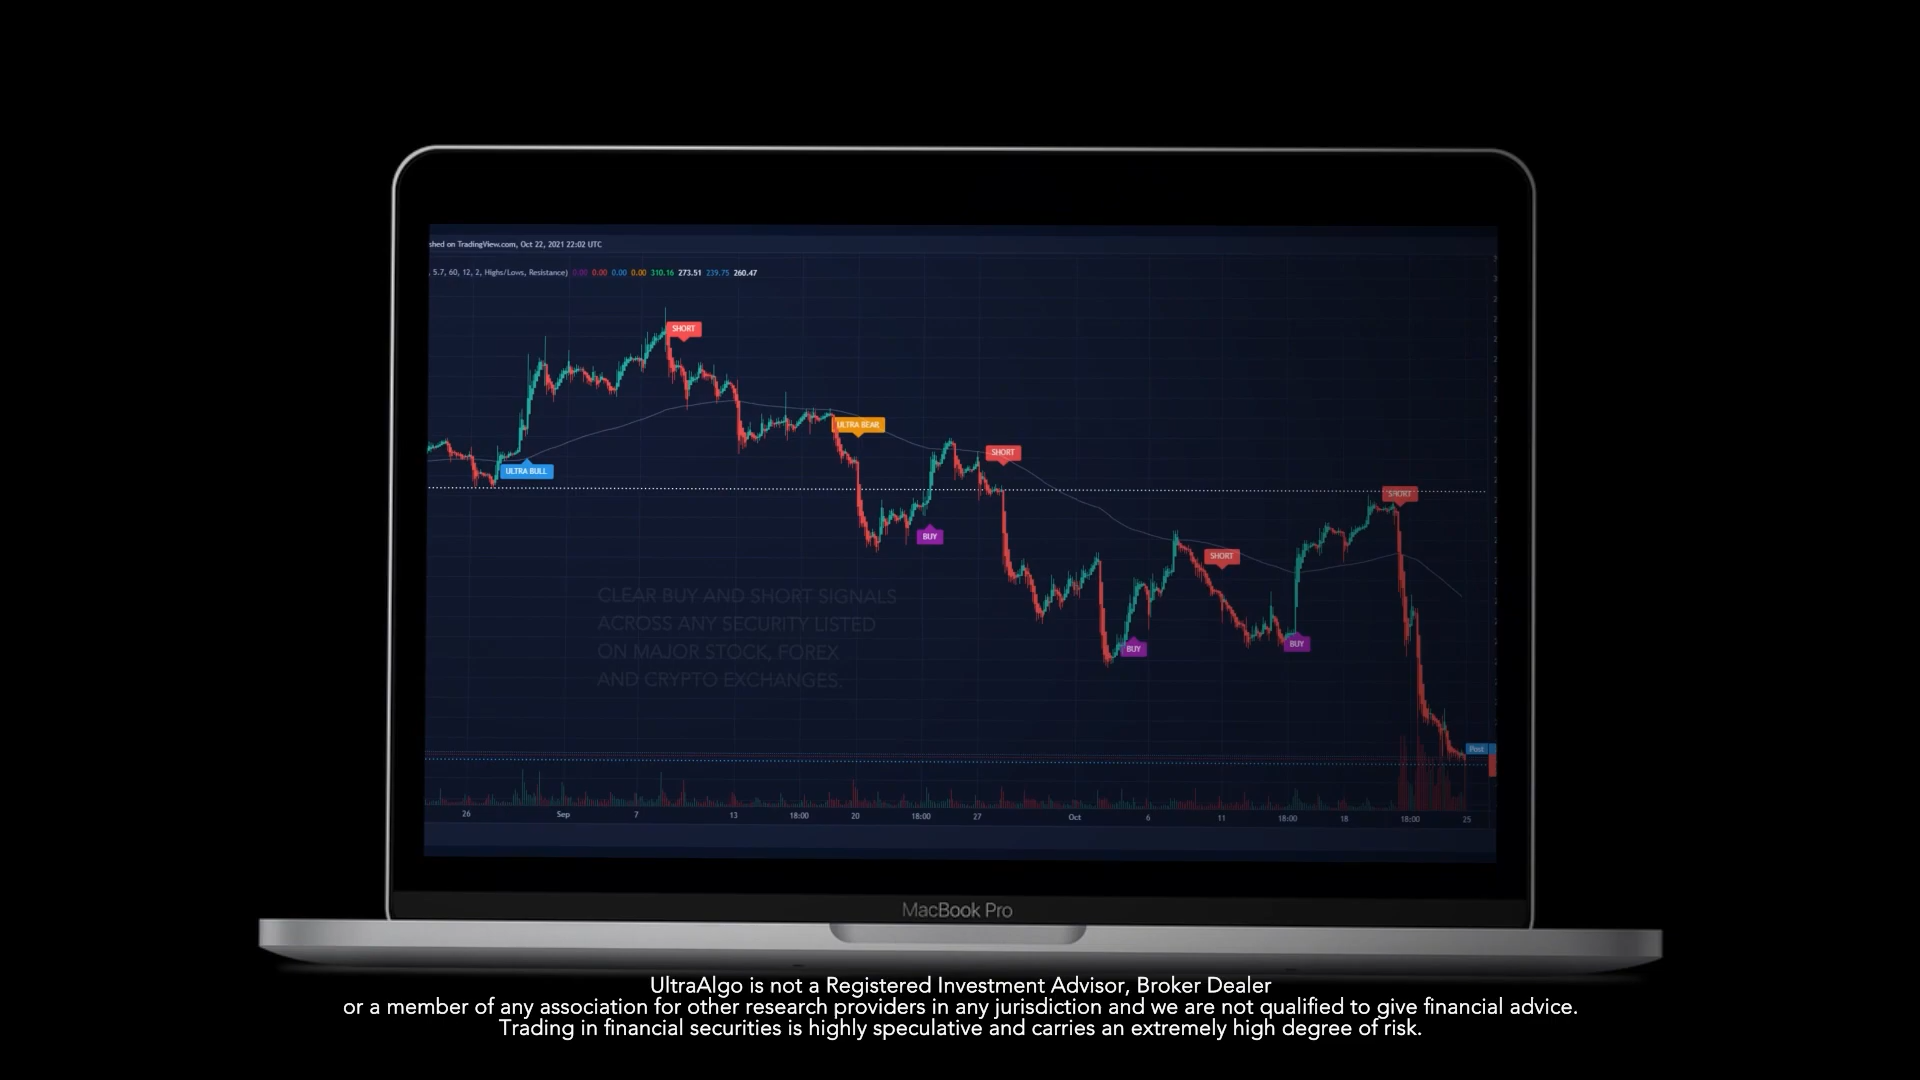 shed on TradingView.com, Oct 22, 2021 22:02 UTC
, 5.7, 60, 12, 2, Highs/Lows, Resistance) 0.00 0.00 0.00 0.00 310.16 273.51 239.75 260.47
SHORT
ULTRA BEAR
SHORT
ULTRA BULL
SHORT
BUY
SHORT
BUY
BUY
CLEAR BUY AND SHORT SIGNALS
ACROSS ANY SECURITY LISTED
ON MAJOR STOCK, FOREX
AND CRYPTO EXCHANGES.
Post
26 Sep 7 13 18:00 20 18:00 27 Oct 6 11 18:00 18 18:00 25
MacBook Pro
UltraAlgo is not a Registered Investment Advisor, Broker Dealer
or a member of any association for other research providers in any jurisdiction and we are not qualified to give financial advice.
Trading in financial securities is highly speculative and carries an extremely high degree of risk.